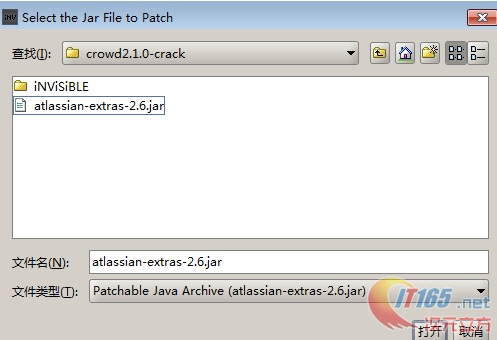 iNV Select the Jar File to Patch
查找(I): crowd2.1.0-crack
iNViSiBLE
atlassian-extras-2.6.jar
文件名(N): atlassian-extras-2.6.jar
文件类型(T): Patchable Java Archive (atlassian-extras-2.6.jar)
IT165.net
打开 取消